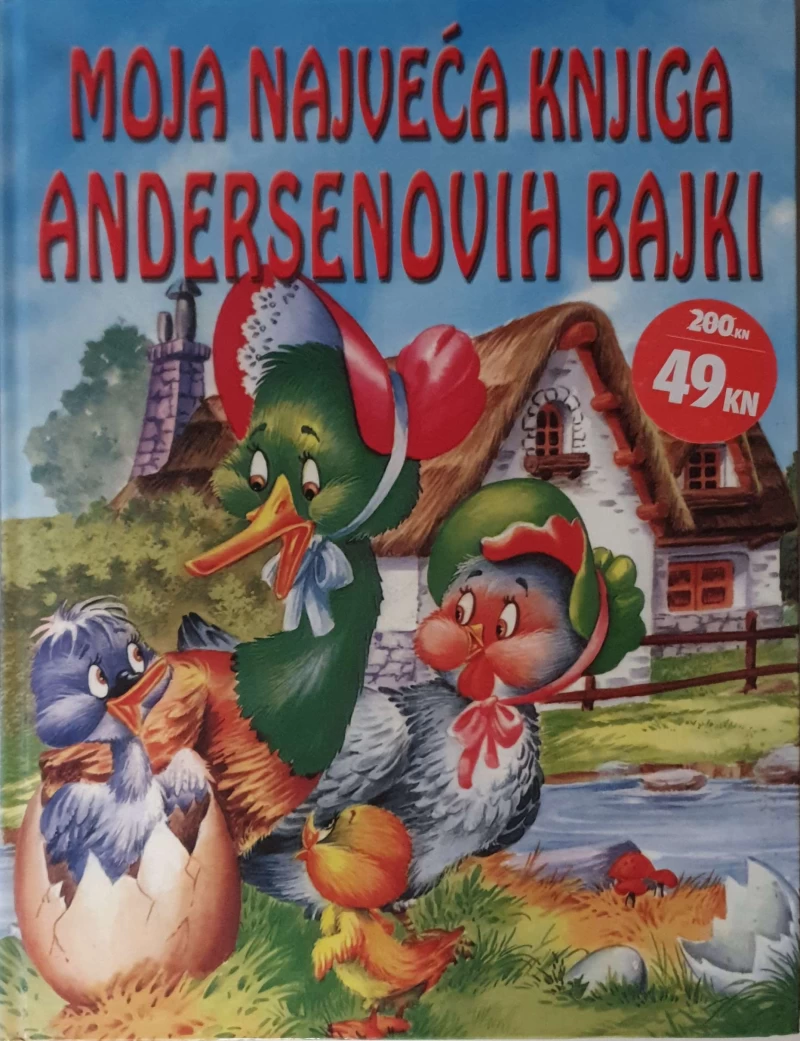 MOJA NAJVEĆA KNJIGA
ANDERSENOVIH BAJKI
200 KN
49 KN